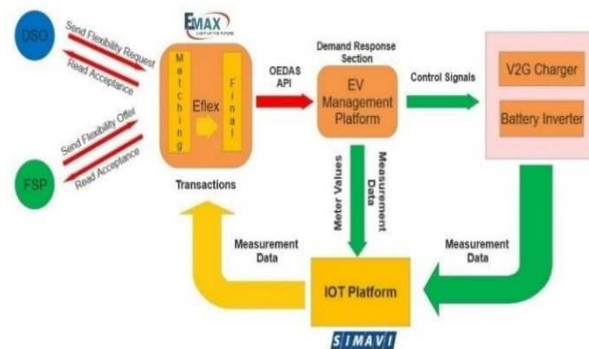 DSO
Send Flexibility Request
Read Acceptance
Send Flexibility Offer
Read Acceptance
FSP
EMAX
Matching
Eflex
Final
Transactions
OEDAS
API
Demand Response
Section
EV
Management
Platform
Control Signals
V2G Charger
Battery Inverter
Meter Values
Measurement
Data
Measurement
Data
Measurement
Data
IOT Platform
SIMAVI